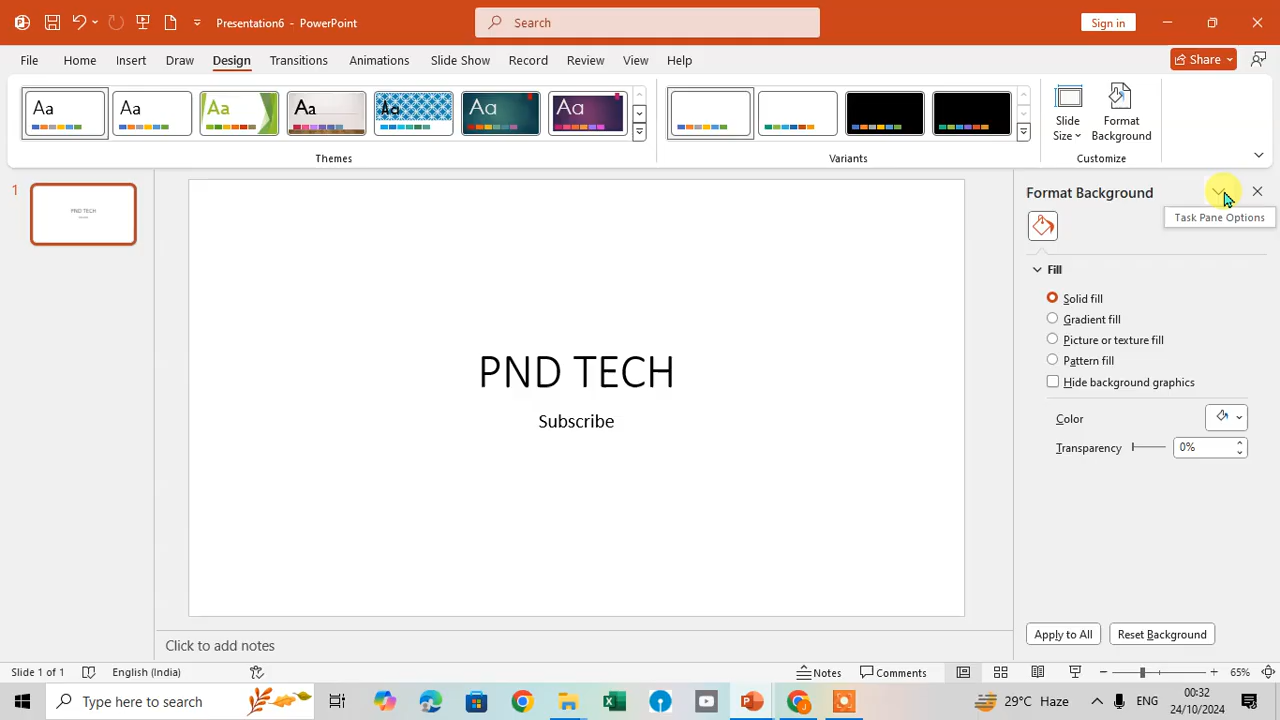 Presentation6 - PowerPoint
Search
Sign in
File Home Insert Draw Design Slide Show Transitions Animations Record Review View Help
Share
Aa Aa Aa Aa Aa Aa Aa
Slide Size
Format Background
Themes
Variants
Customize
1
PND TECH
Format Background
Task Pane Options
Fill
Solid fill
Gradient fill
Picture or texture fill
Pattern fill
Hide background graphics
Color
Transparency 0%
Apply to All
Reset Background
PND TECH
Subscribe
Click to add notes
Slide 1 of 1
English (India)
Notes
Comments
65%
Type here to search
29°C Haze
ENG
00:32
24/10/2024